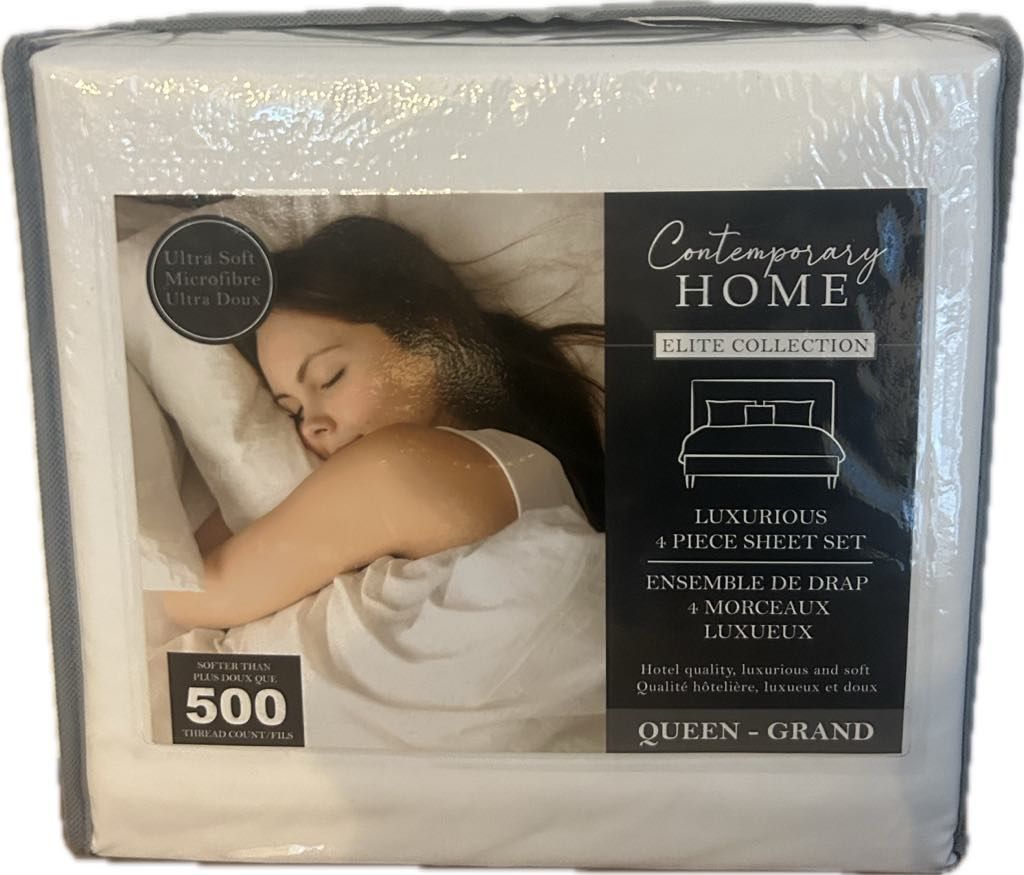 Ultra Soft
Microfibre
Ultra Doux
Contemporary
HOME
ELITE COLLECTION
LUXURIOUS
4 PIECE SHEET SET
ENSEMBLE DE DRAP
4 MORCEAUX
LUXUEUX
Hotel quality, luxurious and soft
Qualité hôtelière, luxueux et doux
QUEEN - GRAND
SOFTER THAN
PLUS DOUX QUE
500
THREAD COUNT/FILS